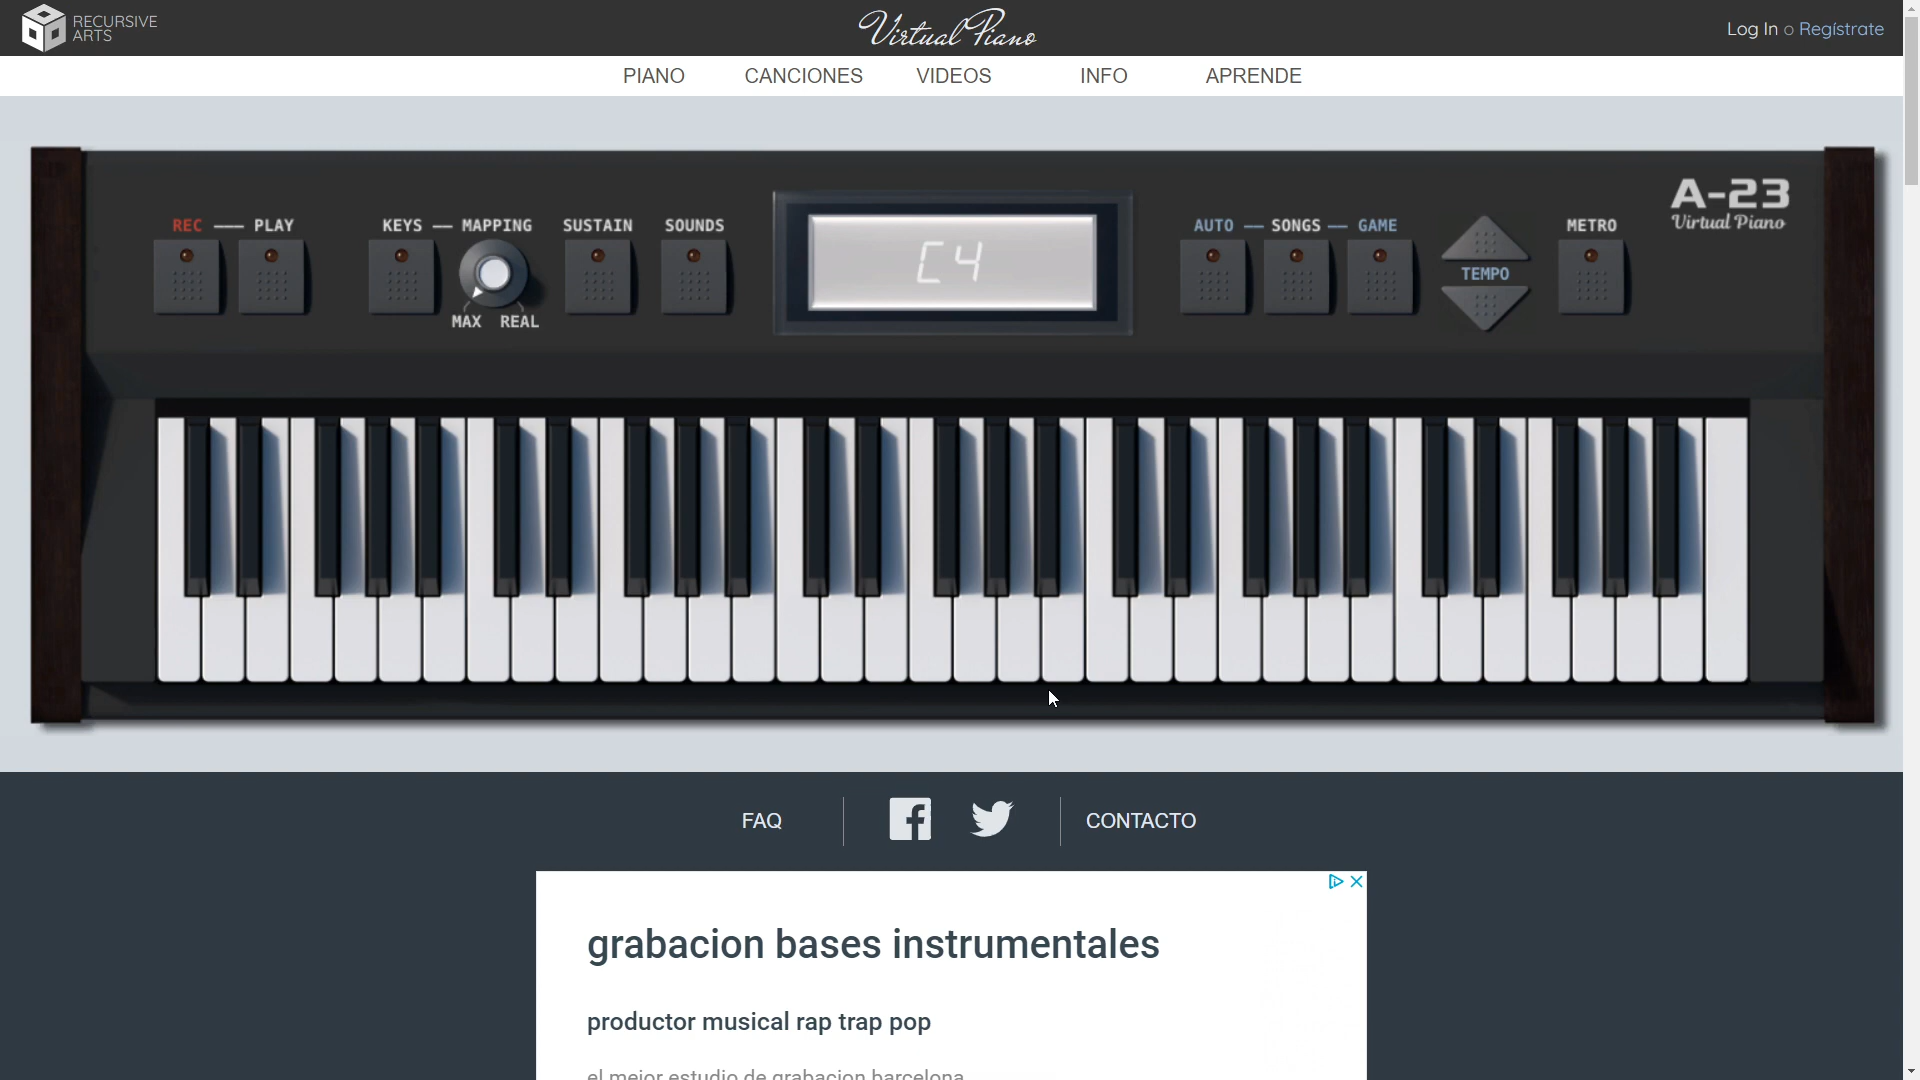 RECURSIVE
ARTS
Virtual Piano
Log In o Regístrate
PIANO CANCIONES VIDEOS INFO APRENDE
A-23
Virtual Piano
REC PLAY KEYS MAPPING SUSTAIN SOUNDS AUTO SONGS GAME METRO
C4
TEMPO
MAX REAL
FAQ CONTACTO
grabacion bases instrumentales
productor musical rap trap pop
el mejor estudio de grabacion barcelona